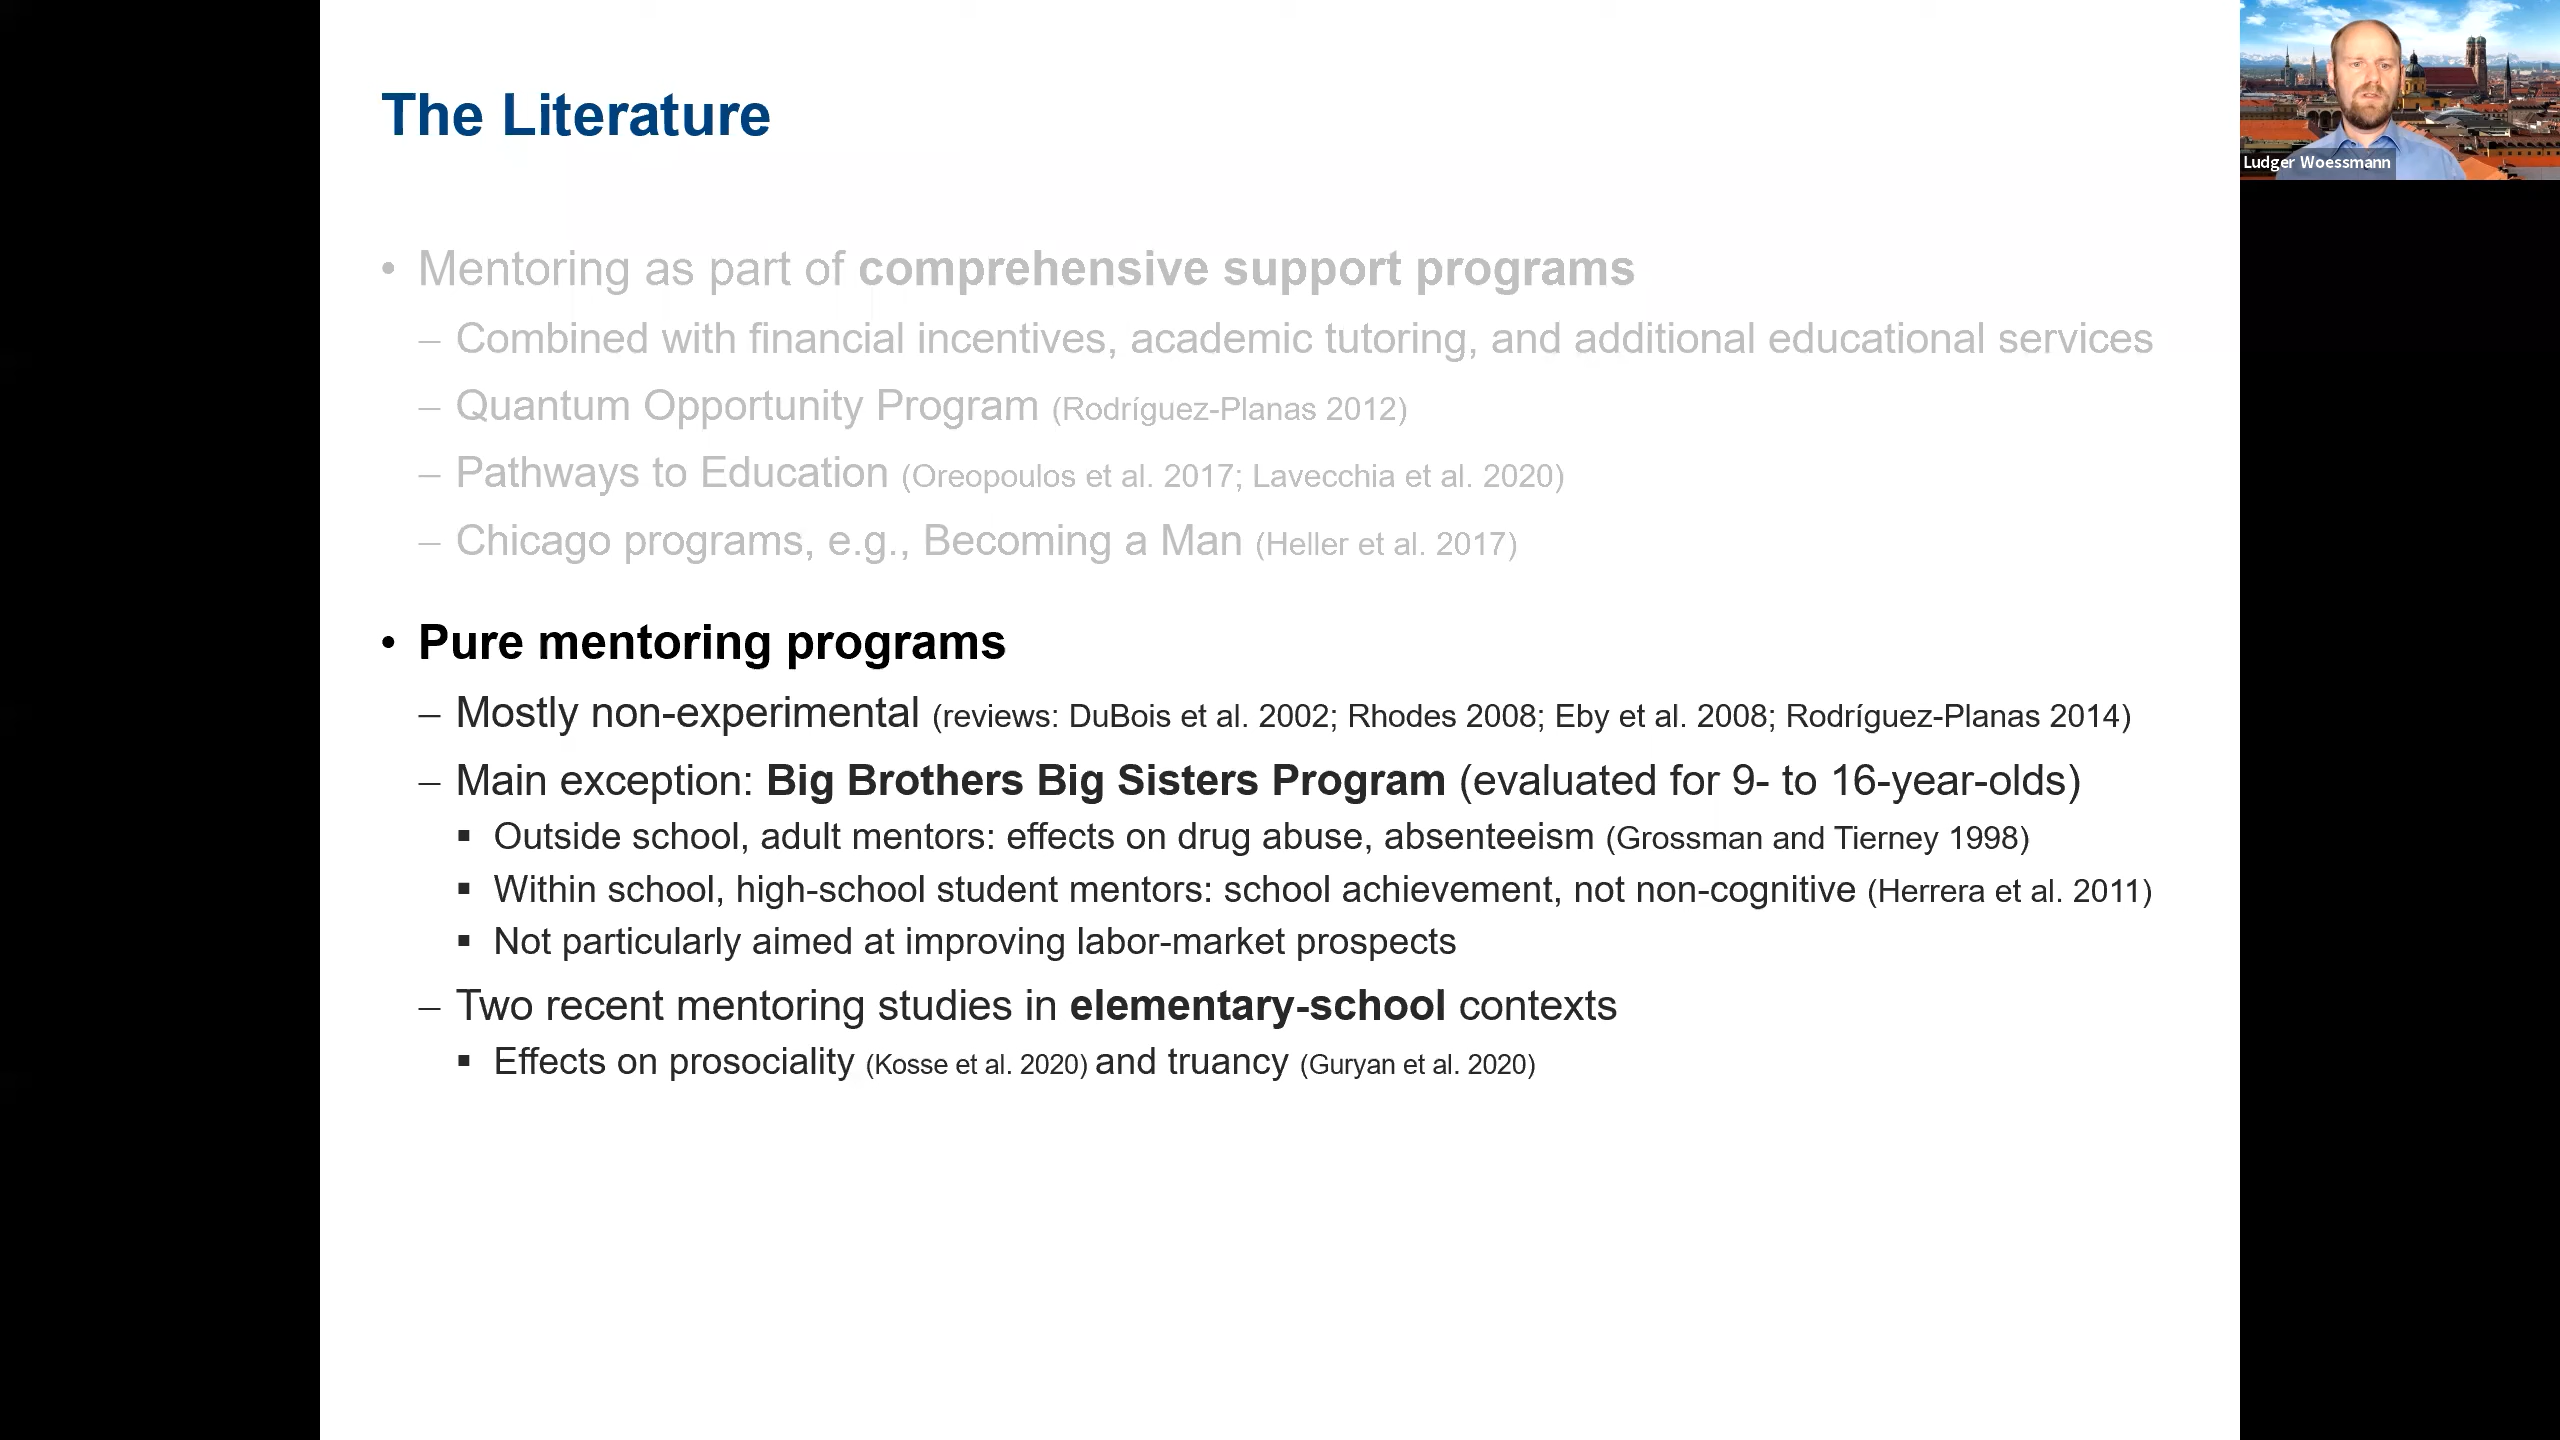 The Literature
Ludger Woessmann
• Mentoring as part of comprehensive support programs
– Combined with financial incentives, academic tutoring, and additional educational services
– Quantum Opportunity Program (Rodríguez-Planas 2012)
– Pathways to Education (Oreopoulos et al. 2017; Lavecchia et al. 2020)
– Chicago programs, e.g., Becoming a Man (Heller et al. 2017)
• Pure mentoring programs
– Mostly non-experimental (reviews: DuBois et al. 2002; Rhodes 2008; Eby et al. 2008; Rodríguez-Planas 2014)
– Main exception: Big Brothers Big Sisters Program (evaluated for 9- to 16-year-olds)
▪ Outside school, adult mentors: effects on drug abuse, absenteeism (Grossman and Tierney 1998)
▪ Within school, high-school student mentors: school achievement, not non-cognitive (Herrera et al. 2011)
▪ Not particularly aimed at improving labor-market prospects
– Two recent mentoring studies in elementary-school contexts
▪ Effects on prosociality (Kosse et al. 2020) and truancy (Guryan et al. 2020)